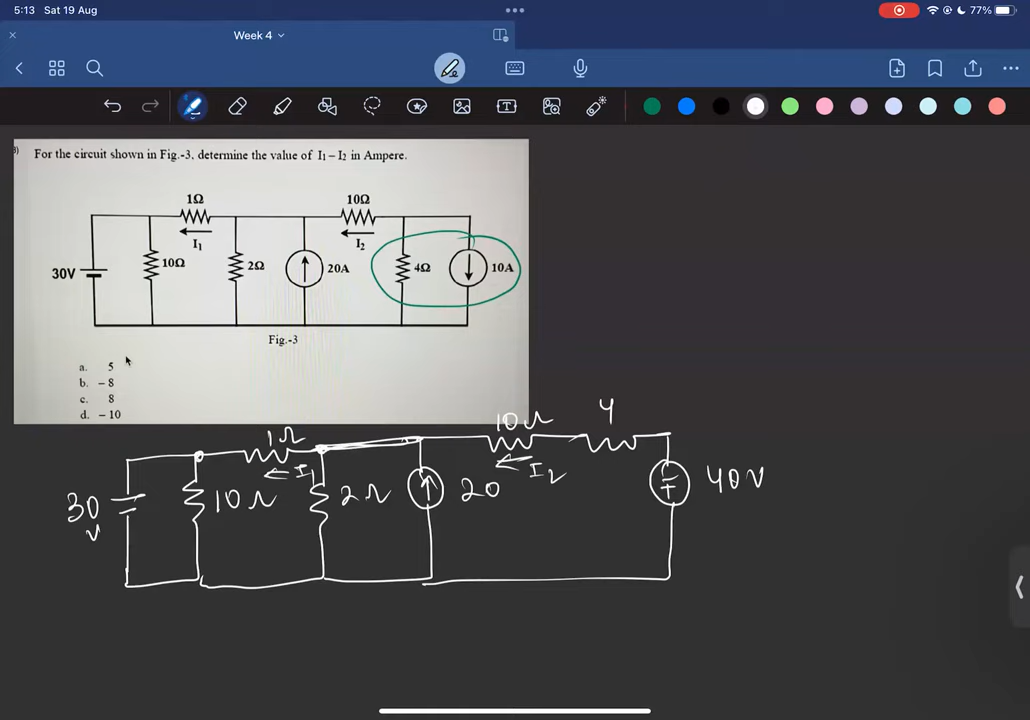 5:13 Sat 19 Aug
77%
Week 4
For the circuit shown in Fig.-3, determine the value of I₁ – I₂ in Ampere.
1Ω
10Ω
I₁
I₂
30V
10Ω
2Ω
20A
4Ω
10A
Fig.-3
a. 5
b. – 8
c. 8
d. – 10
1Ω
10Ω
4
I₁
I₂
30
V
10Ω
2Ω
20
40V